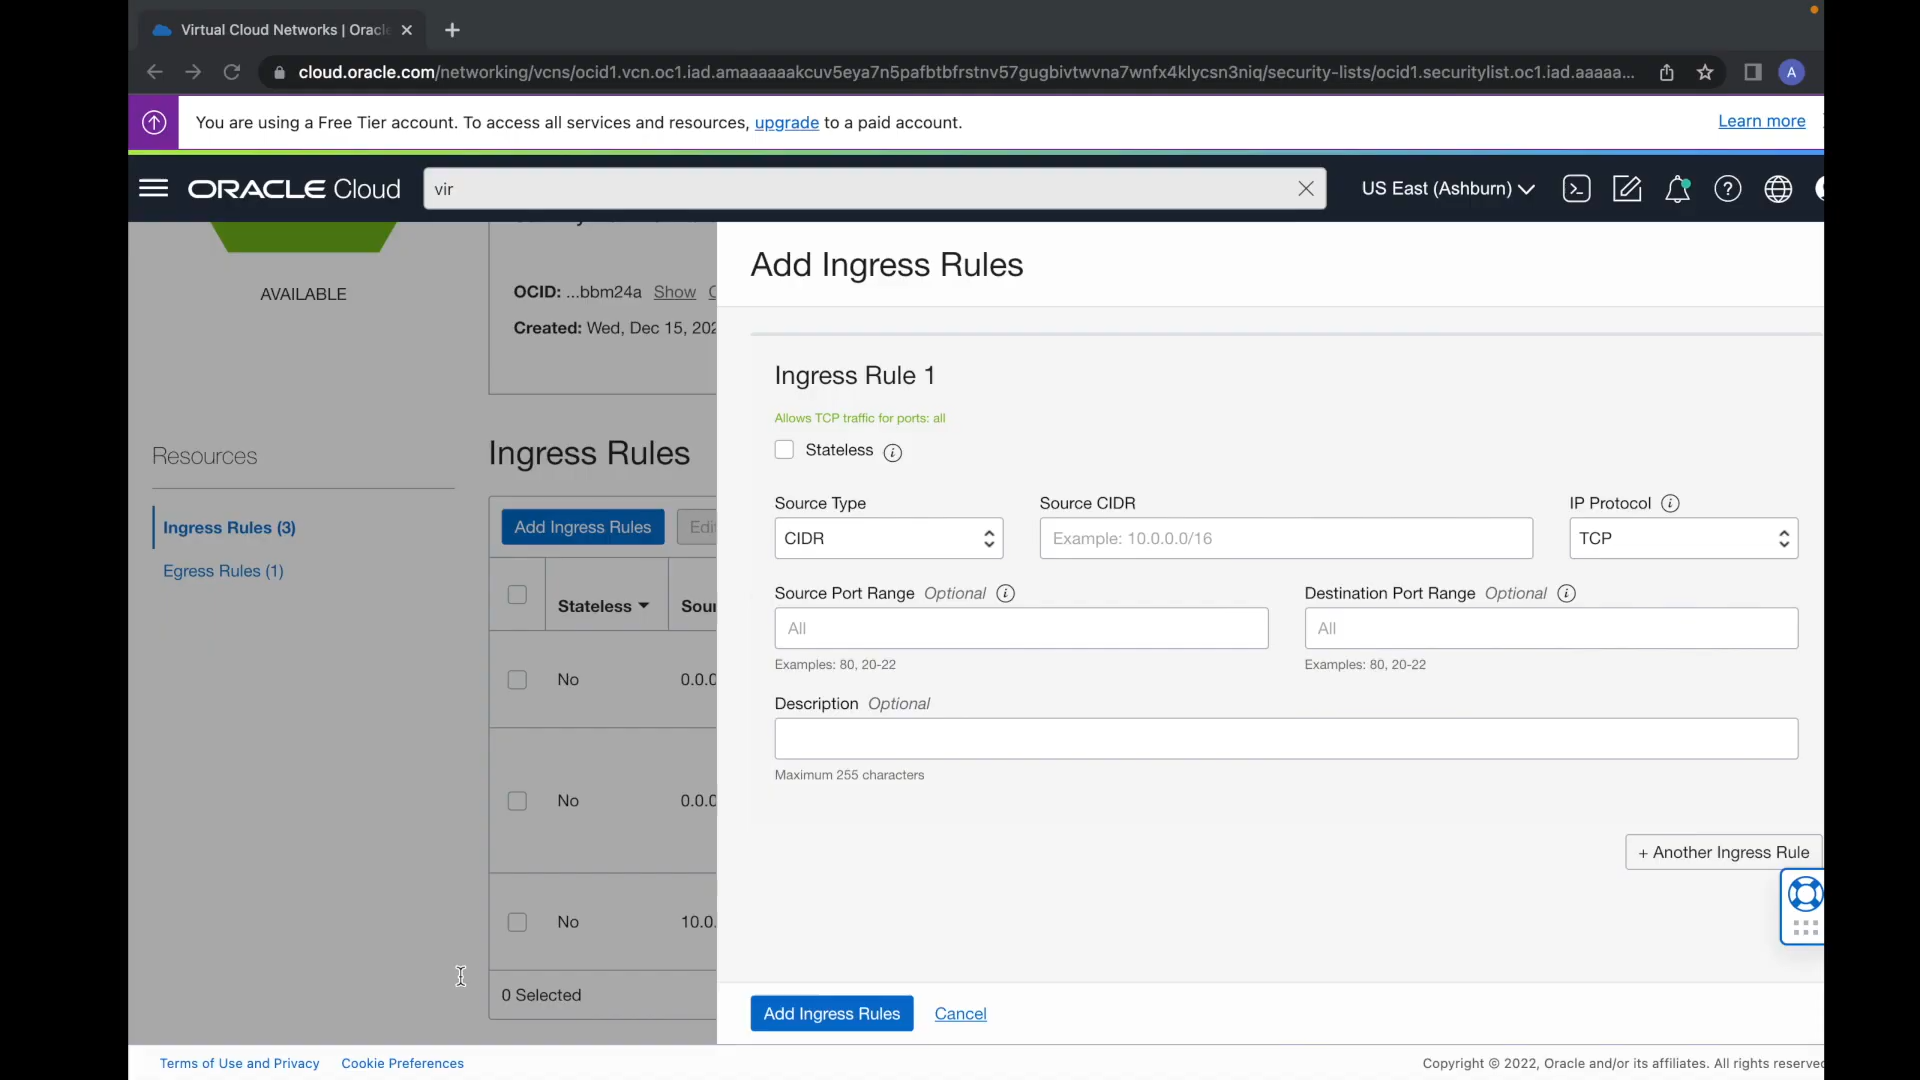 Virtual Cloud Networks | Oracle
cloud.oracle.com/networking/vcns/ocid1.vcn.oc1.iad.amaaaaaakcuv5eya7n5pafbtbfrstnv57gugbivtwvna7wnfx4klycsn3niq/security-lists/ocid1.securitylist.oc1.iad.aaaaa...
A
You are using a Free Tier account. To access all services and resources, upgrade to a paid account.
Learn more
ORACLE Cloud
vir
US East (Ashburn)
AVAILABLE
OCID: ...bbm24a Show
Created: Wed, Dec 15, 202
Resources
Ingress Rules (3)
Egress Rules (1)
Ingress Rules
Add Ingress Rules
Edi
Stateless
Sour
No
0.0.0
No
0.0.0
No
10.0.
0 Selected
Add Ingress Rules
Ingress Rule 1
Allows TCP traffic for ports: all
Stateless
Source Type
Source CIDR
IP Protocol
CIDR
Example: 10.0.0.0/16
TCP
Source Port Range Optional
Destination Port Range Optional
All
All
Examples: 80, 20-22
Examples: 80, 20-22
Description Optional
Maximum 255 characters
+ Another Ingress Rule
Add Ingress Rules
Cancel
Terms of Use and Privacy
Cookie Preferences
Copyright © 2022, Oracle and/or its affiliates. All rights reserved